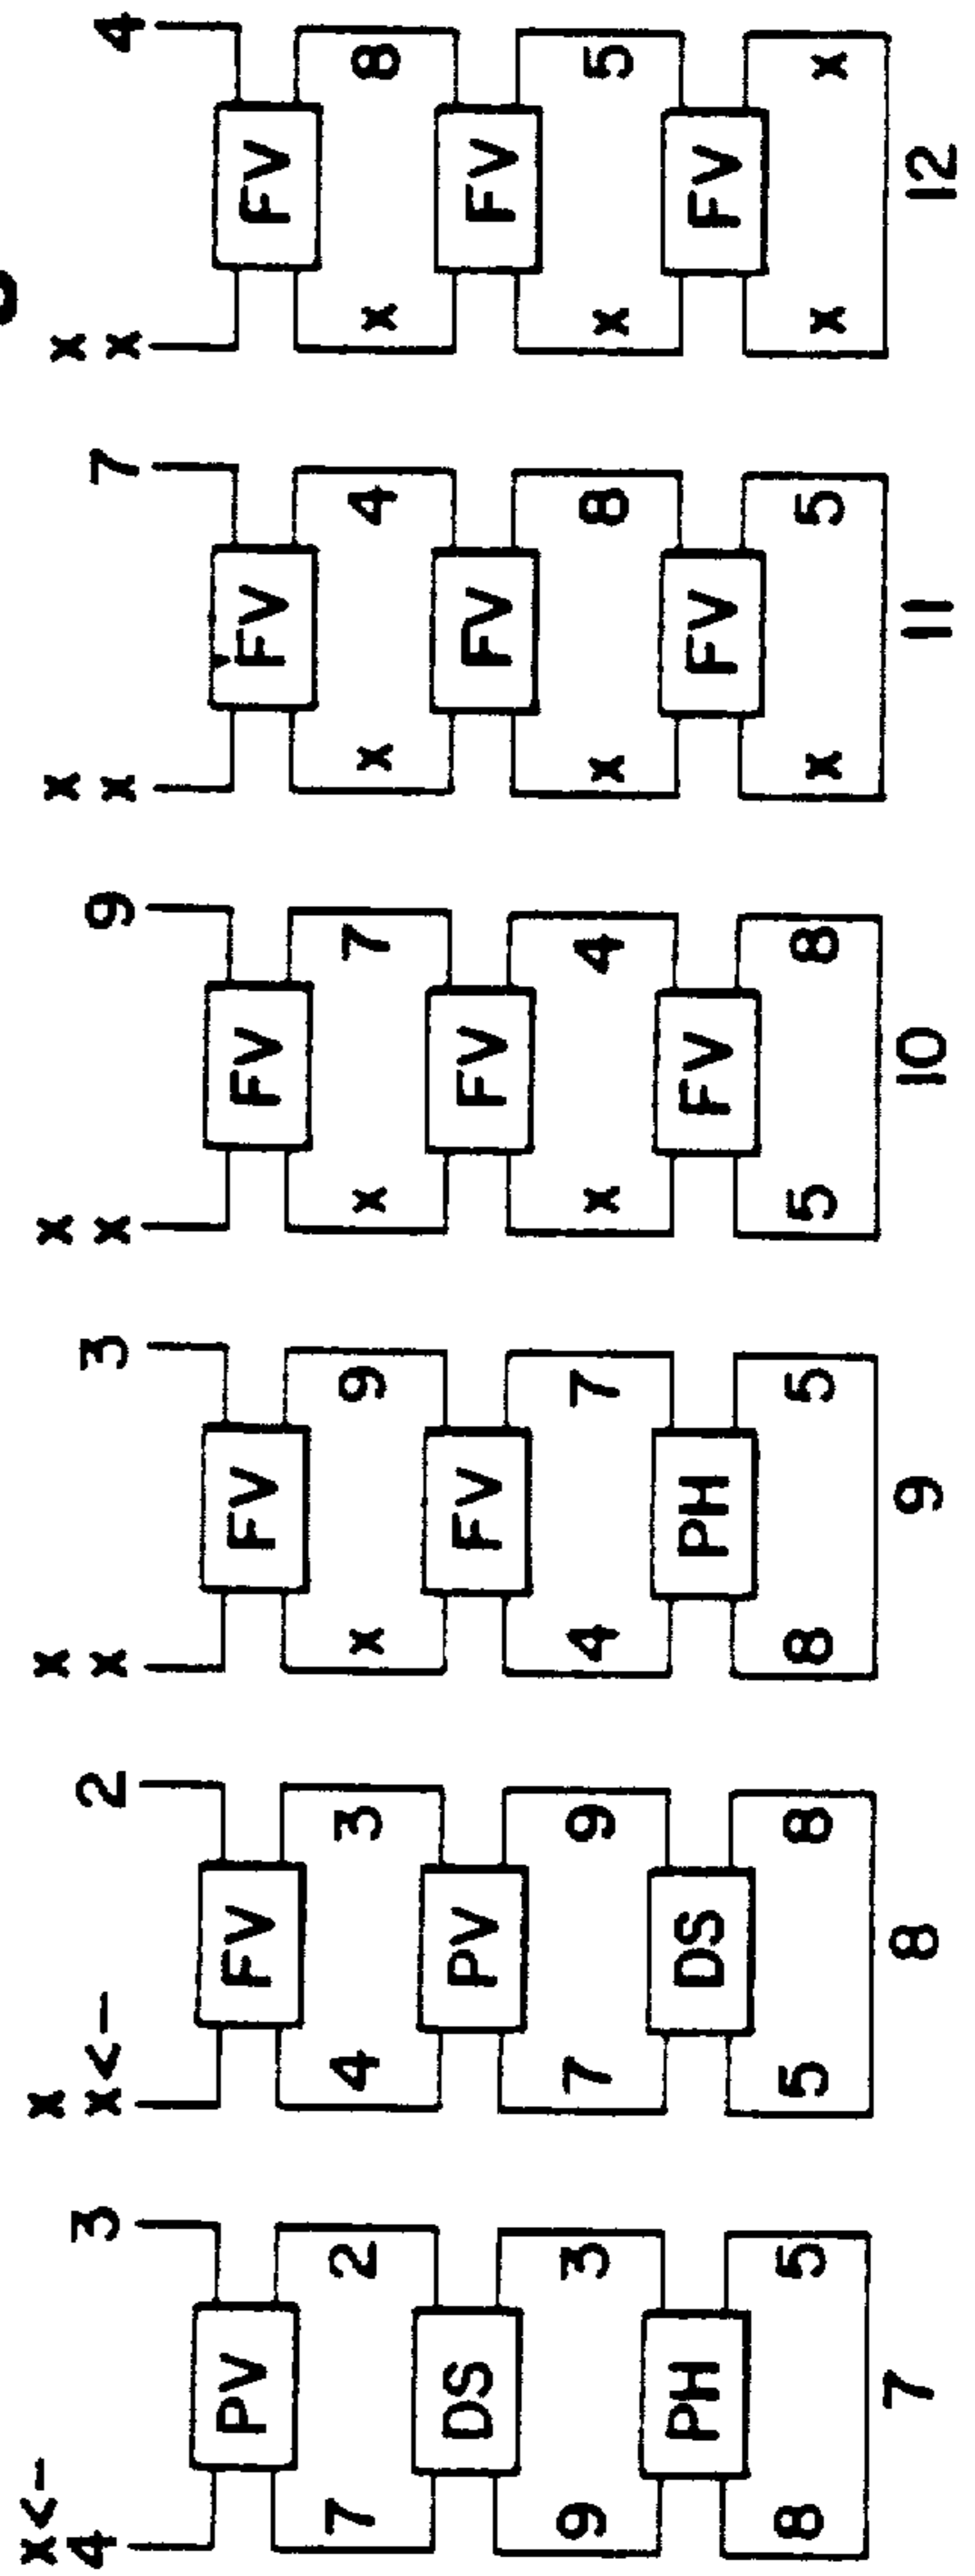 x<- x x x x x
4 3 x<- 2 x 3 x 9 x 7 x 4
PV FV FV FV FV FV
7 2 4 3 x 9 x 7 x 4 x 8
DS PV FV FV FV FV
9 3 7 9 4 7 x 4 x 8 x 5
PH DS PH FV FV FV
8 5 5 8 8 5 5 8 x 5 x x
7 8 9 10 11 12